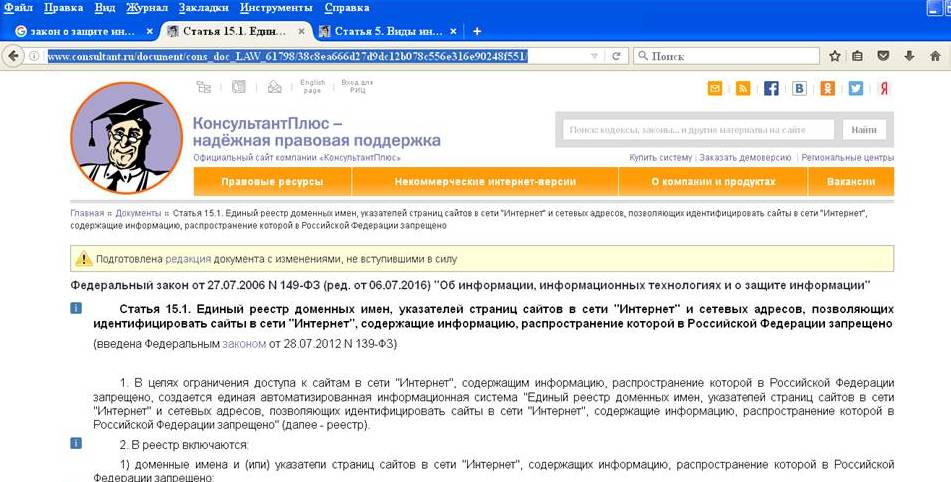 Файл Правка Вид Журнал Закладки Инструменты Справка
закон о защите ин... × Статья 15.1. Един... × Статья 5. Виды ин... × +
www.consultant.ru/document/cons_doc_LAW_61798/38c8ea666d27d9dc12b078c556e316e90248f551/ Поиск
English page Вход для РИЦ
КонсультантПлюс –
надёжная правовая поддержка
Официальный сайт компании «КонсультантПлюс»
Поиск: кодексы, законы... и другие материалы на сайте Найти
Купить систему | Заказать демоверсию | Региональные центры
Правовые ресурсы Некоммерческие интернет-версии О компании и продуктах Вакансии
Главная » Документы » Статья 15.1. Единый реестр доменных имен, указателей страниц сайтов в сети "Интернет" и сетевых адресов, позволяющих идентифицировать сайты в сети "Интернет",
содержащие информацию, распространение которой в Российской Федерации запрещено
Подготовлена редакция документа с изменениями, не вступившими в силу
Федеральный закон от 27.07.2006 N 149-ФЗ (ред. от 06.07.2016) "Об информации, информационных технологиях и о защите информации"
Статья 15.1. Единый реестр доменных имен, указателей страниц сайтов в сети "Интернет" и сетевых адресов, позволяющих
идентифицировать сайты в сети "Интернет", содержащие информацию, распространение которой в Российской Федерации запрещено
(введена Федеральным законом от 28.07.2012 N 139-ФЗ)
1. В целях ограничения доступа к сайтам в сети "Интернет", содержащим информацию, распространение которой в Российской Федерации
запрещено, создается единая автоматизированная информационная система "Единый реестр доменных имен, указателей страниц сайтов в сети
"Интернет" и сетевых адресов, позволяющих идентифицировать сайты в сети "Интернет", содержащие информацию, распространение которой в
Российской Федерации запрещено" (далее - реестр).
2. В реестр включаются:
1) доменные имена и (или) указатели страниц сайтов в сети "Интернет", содержащих информацию, распространение которой в Российской Федерации
запрещено;